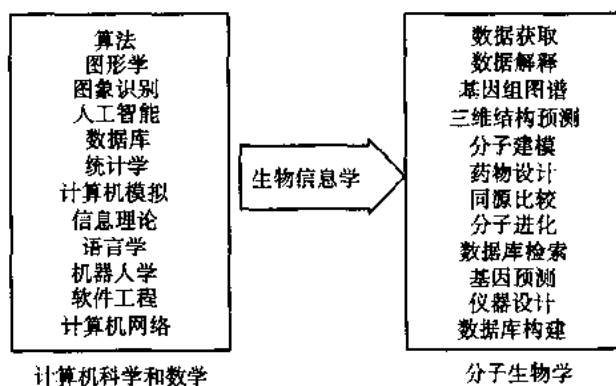 算法
图形学
图象识别
人工智能
数据库
统计学
计算机模拟
信息理论
语言学
机器人学
软件工程
计算机网络
计算机科学和数学
生物信息学
数据获取
数据解释
基因组图谱
三维结构预测
分子建模
药物设计
同源比较
分子进化
数据库检索
基因预测
仪器设计
数据库构建
分子生物学